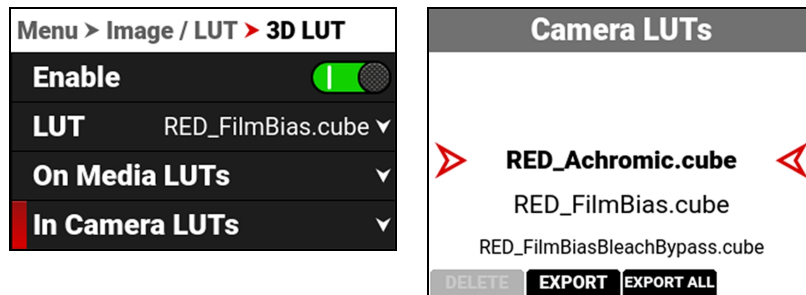 Menu > Image / LUT > 3D LUT
Enable
LUT RED_FilmBias.cube
On Media LUTs
In Camera LUTs
Camera LUTs
RED_Achromic.cube
RED_FilmBias.cube
RED_FilmBiasBleachBypass.cube
DELETE EXPORT EXPORT ALL